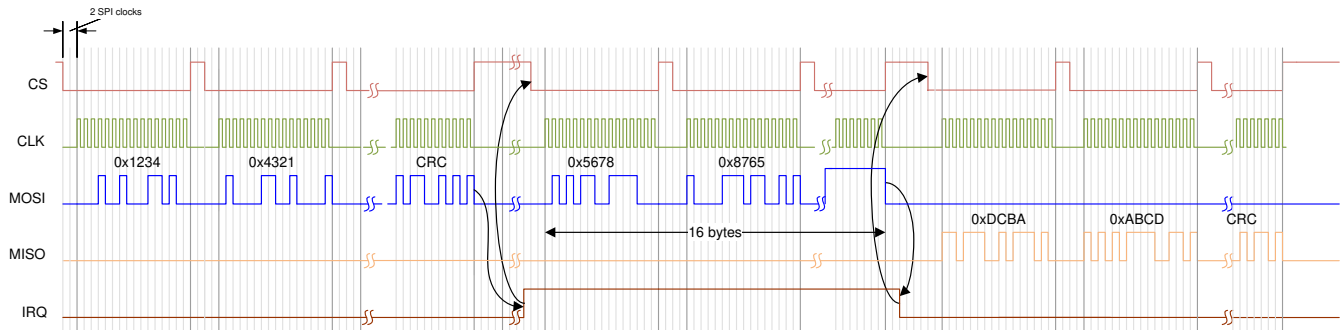 2 SPI clocks
CS
CLK
0x1234 0x4321 CRC 0x5678 0x8765
MOSI
0xDCBA 0xABCD CRC
16 bytes
MISO
IRQ